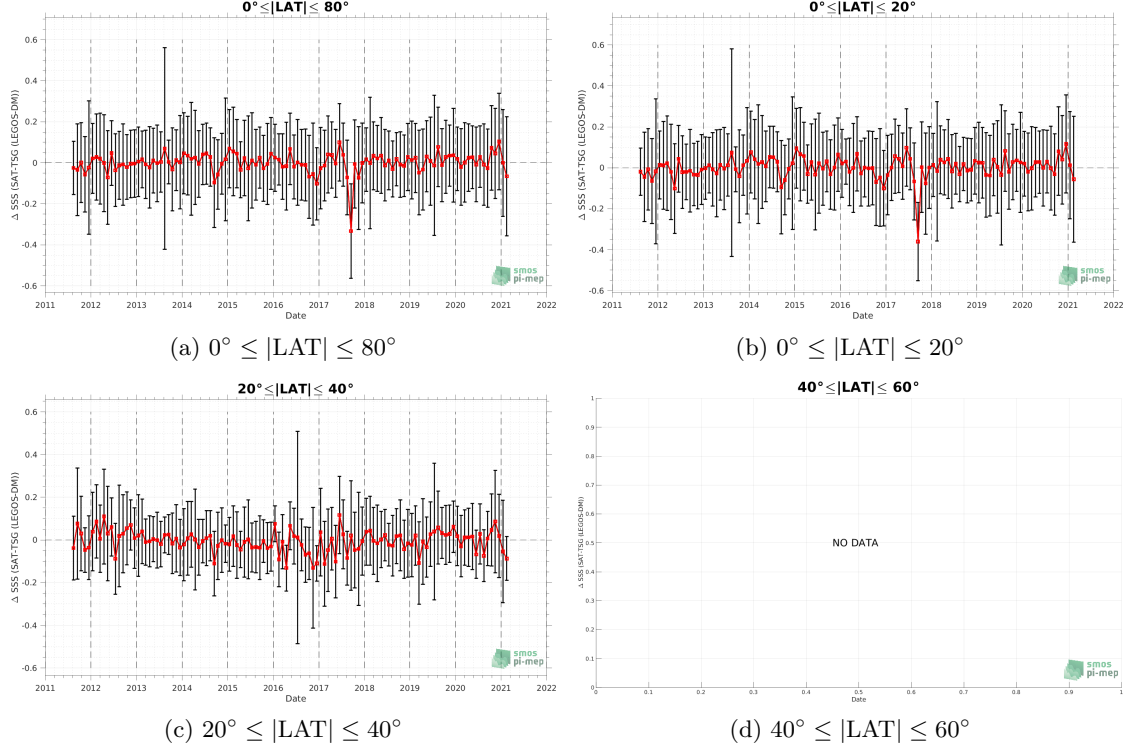 0°≤|LAT|≤ 80°
Δ SSS (SAT-TSG (LEGOS-DM))
0.6
0.4
0.2
0
-0.2
-0.4
-0.6
2011 2012 2013 2014 2015 2016 2017 2018 2019 2020 2021 2022
Date
smos
pi-mep
(a) 0° ≤ |LAT| ≤ 80°
0°≤|LAT|≤ 20°
Δ SSS (SAT-TSG (LEGOS-DM))
0.6
0.4
0.2
0
-0.2
-0.4
-0.6
2011 2012 2013 2014 2015 2016 2017 2018 2019 2020 2021 2022
Date
smos
pi-mep
(b) 0° ≤ |LAT| ≤ 20°
20°≤|LAT|≤ 40°
Δ SSS (SAT-TSG (LEGOS-DM))
0.6
0.4
0.2
0
-0.2
-0.4
-0.6
2011 2012 2013 2014 2015 2016 2017 2018 2019 2020 2021 2022
Date
smos
pi-mep
(c) 20° ≤ |LAT| ≤ 40°
40°≤|LAT|≤ 60°
Δ SSS (SAT-TSG (LEGOS-DM))
1
0.9
0.8
0.7
0.6
0.5
0.4
0.3
0.2
0.1
0
NO DATA
0 0.1 0.2 0.3 0.4 0.5 0.6 0.7 0.8 0.9 1
Date
smos
pi-mep
(d) 40° ≤ |LAT| ≤ 60°